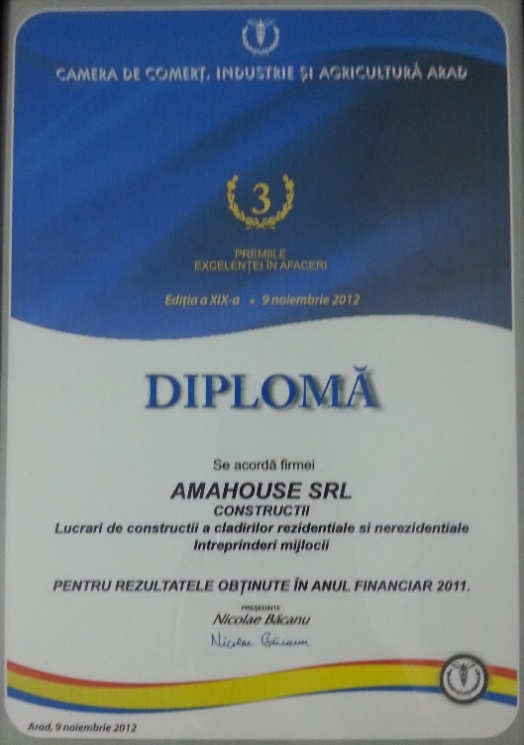 CAMERA DE COMERȚ, INDUSTRIE ȘI AGRICULTURĂ ARAD
3
PREMIILE
EXCELENȚEI ÎN AFACERI
Ediția a XIX-a • 9 noiembrie 2012
DIPLOMĂ
Se acordă firmei
AMAHOUSE SRL
CONSTRUCTII
Lucrari de constructii a cladirilor rezidentiale si nerezidentiale
Intreprinderi mijlocii
PENTRU REZULTATELE OBȚINUTE ÎN ANUL FINANCIAR 2011.
PREȘEDINTE
Nicolae Băcanu
Nicolae Băcanu
Arad, 9 noiembrie 2012